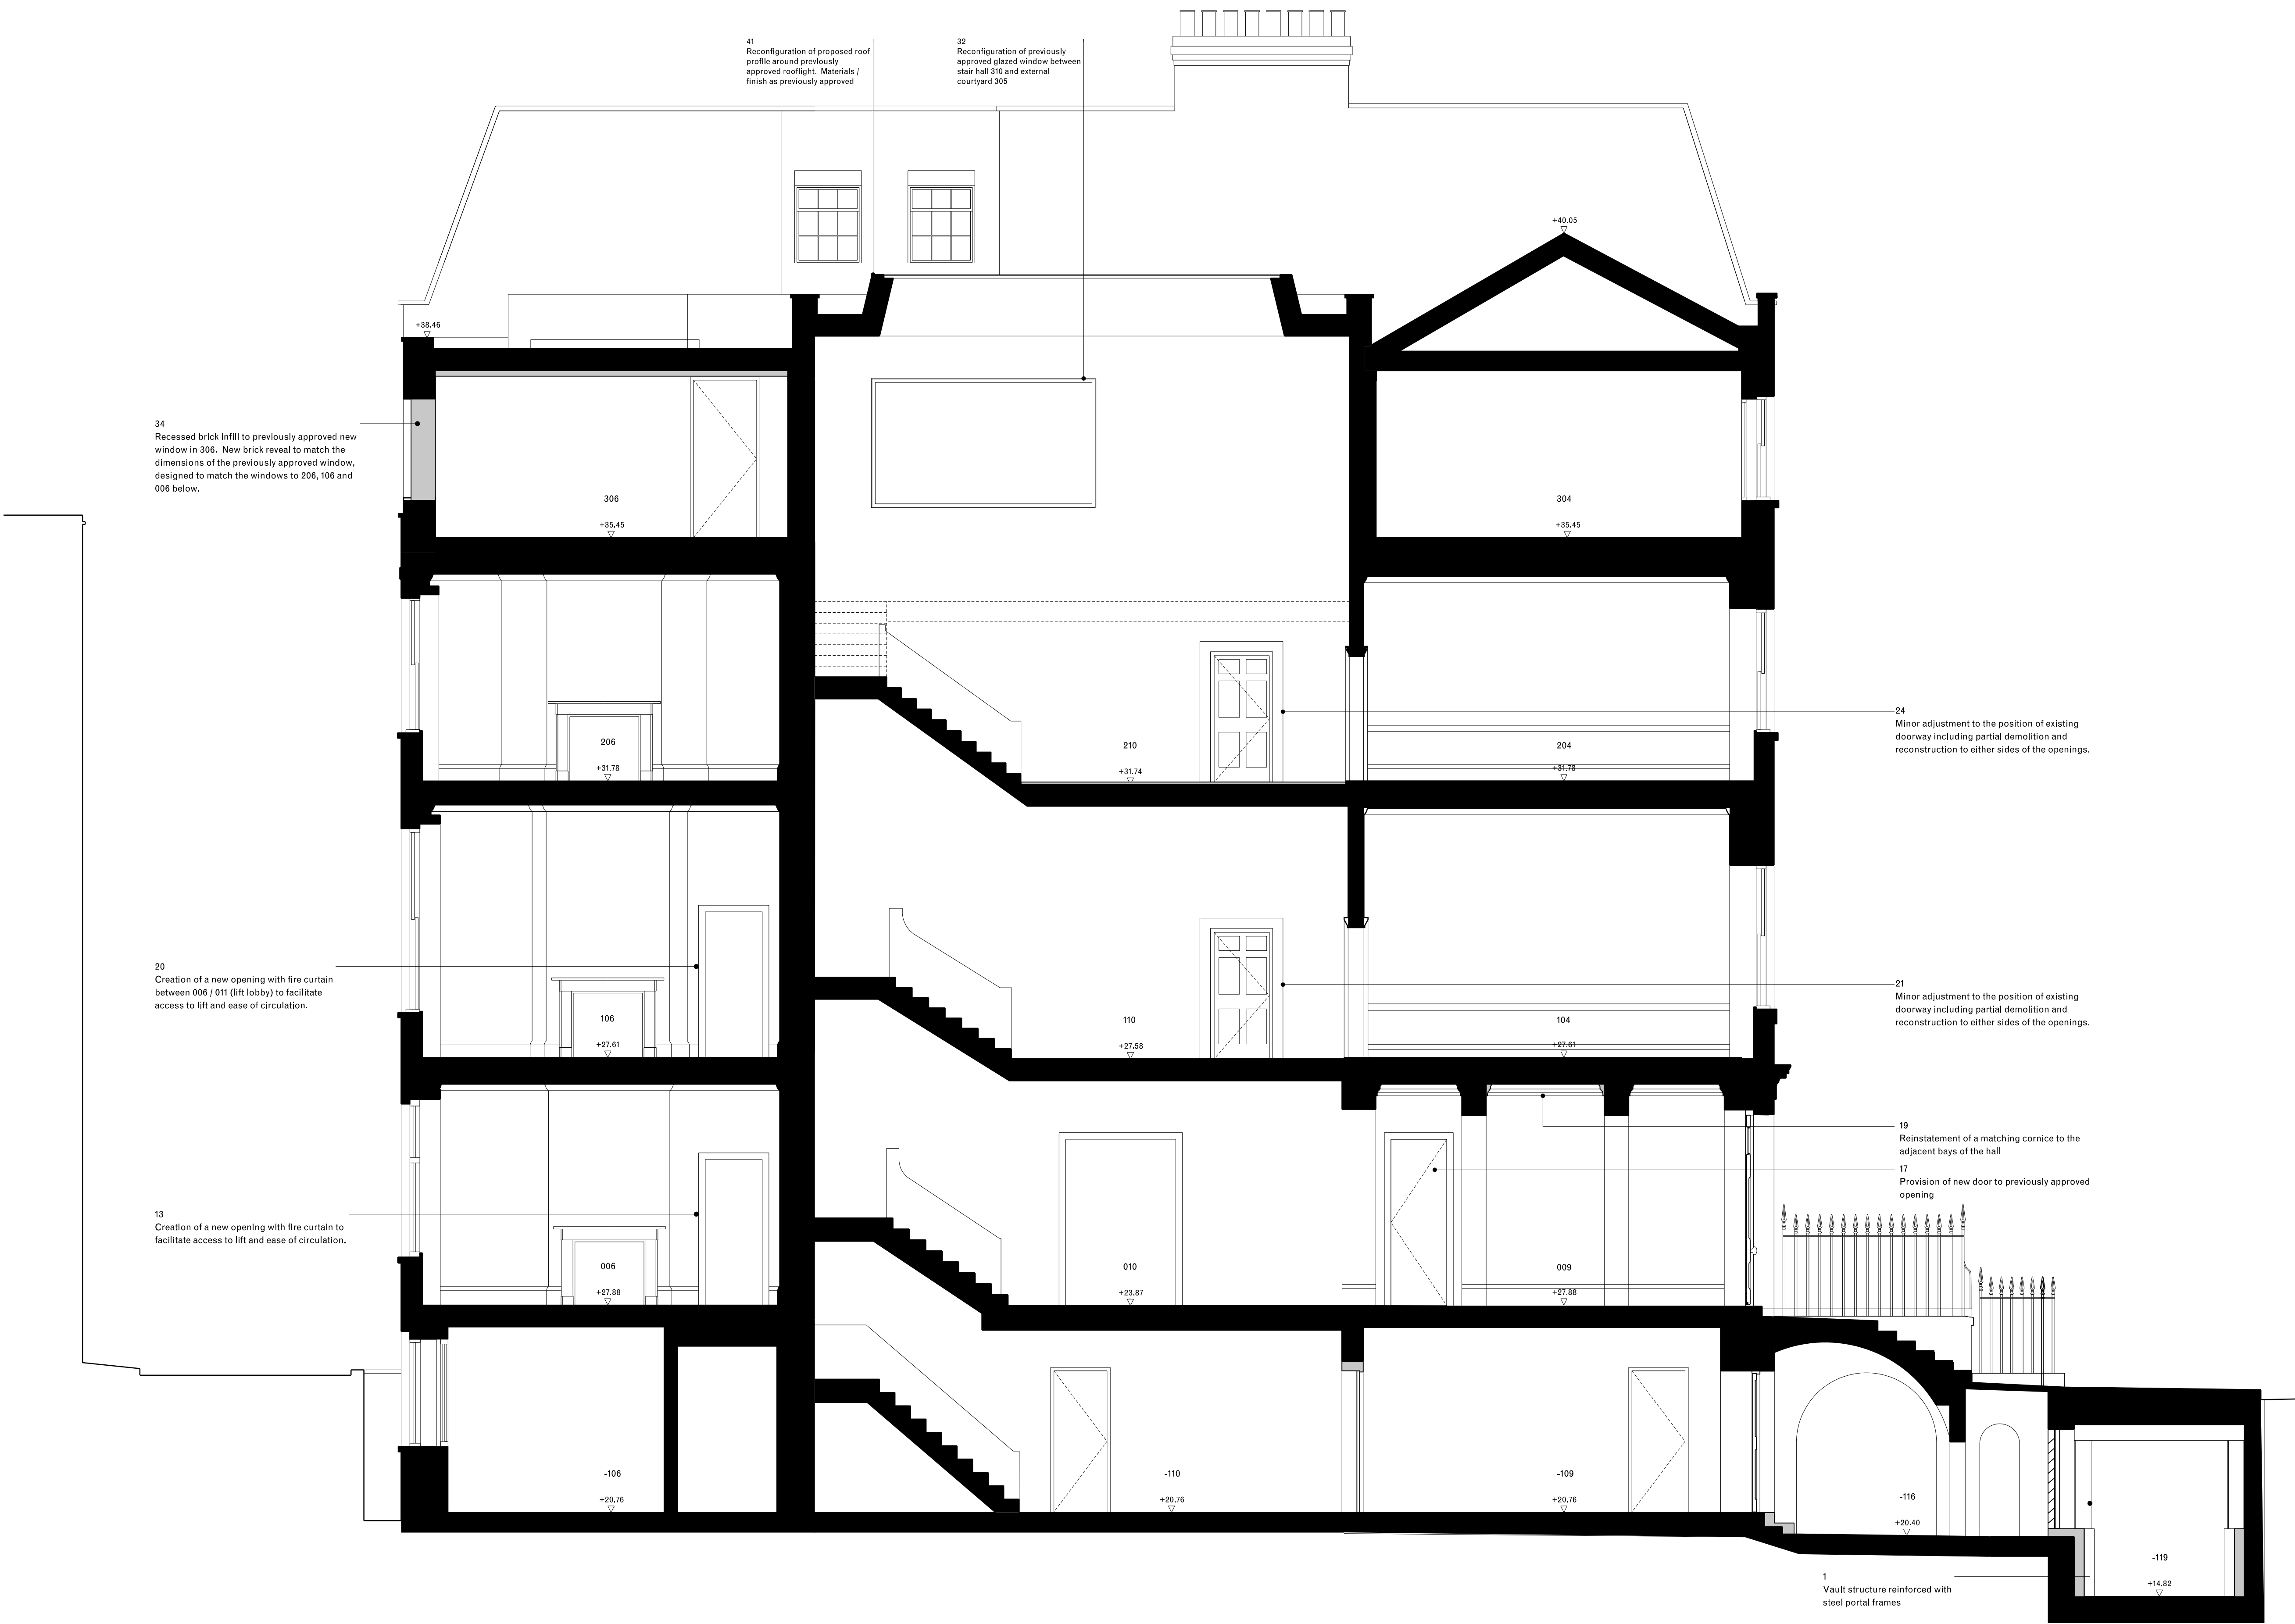 41
Reconfiguration of proposed roof
profile around previously
approved rooflight. Materials /
finish as previously approved
32
Reconfiguration of previously
approved glazed window between
stair hall 310 and external
courtyard 305
+40.05
+38.46
34
Recessed brick infill to previously approved new
window in 306. New brick reveal to match the
dimensions of the previously approved window,
designed to match the windows to 206, 106 and
006 below.
306
+35.45
304
+35.45
24
Minor adjustment to the position of existing
doorway including partial demolition and
reconstruction to either sides of the openings.
206
+31.78
210
+31.74
204
+31.78
20
Creation of a new opening with fire curtain
between 006 / 011 (lift lobby) to facilitate
access to lift and ease of circulation.
21
Minor adjustment to the position of existing
doorway including partial demolition and
reconstruction to either sides of the openings.
106
+27.61
110
+27.58
104
+27.61
19
Reinstatement of a matching cornice to the
adjacent bays of the hall
17
Provision of new door to previously approved
opening
13
Creation of a new opening with fire curtain to
facilitate access to lift and ease of circulation.
006
+27.88
010
+23.87
009
+27.88
-106
+20.76
-110
+20.76
-109
+20.76
-116
+20.40
-119
+14.82
1
Vault structure reinforced with
steel portal frames